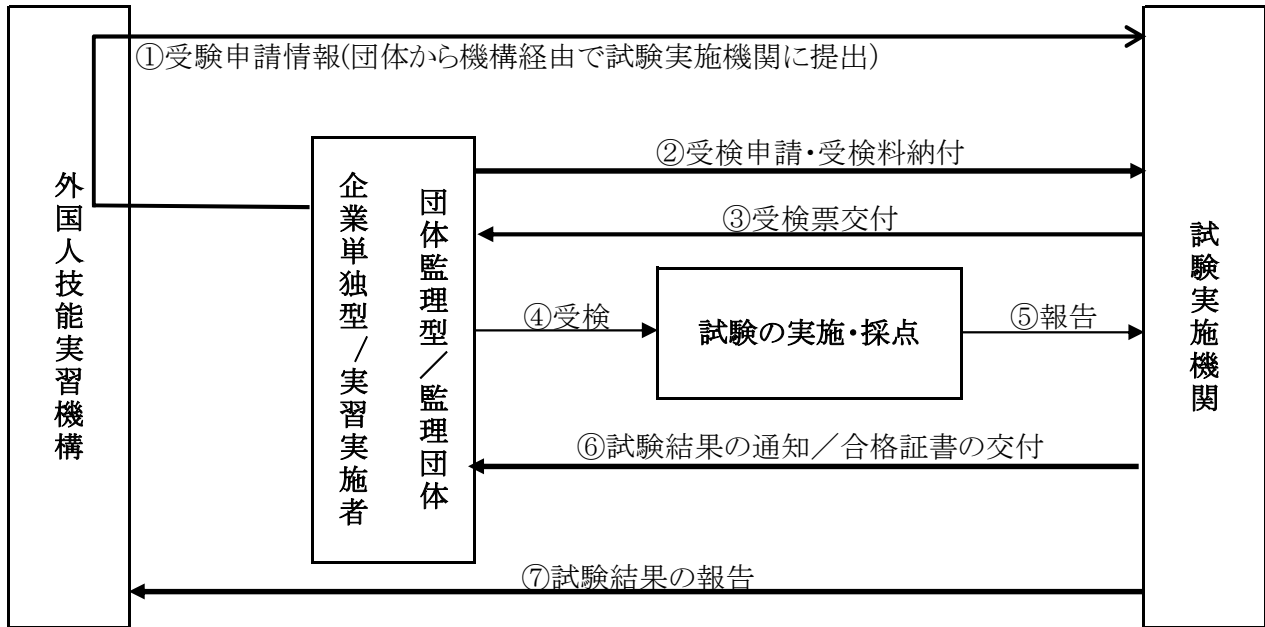 ①受験申請情報(団体から機構経由で試験実施機関に提出)
外国人技能実習機構
団体監理型／監理団体
企業単独型/実習実施者
②受検申請・受検料納付
③受検票交付
④受検
試験の実施・採点
⑤報告
⑥試験結果の通知／合格証書の交付
⑦試験結果の報告
試験実施機関